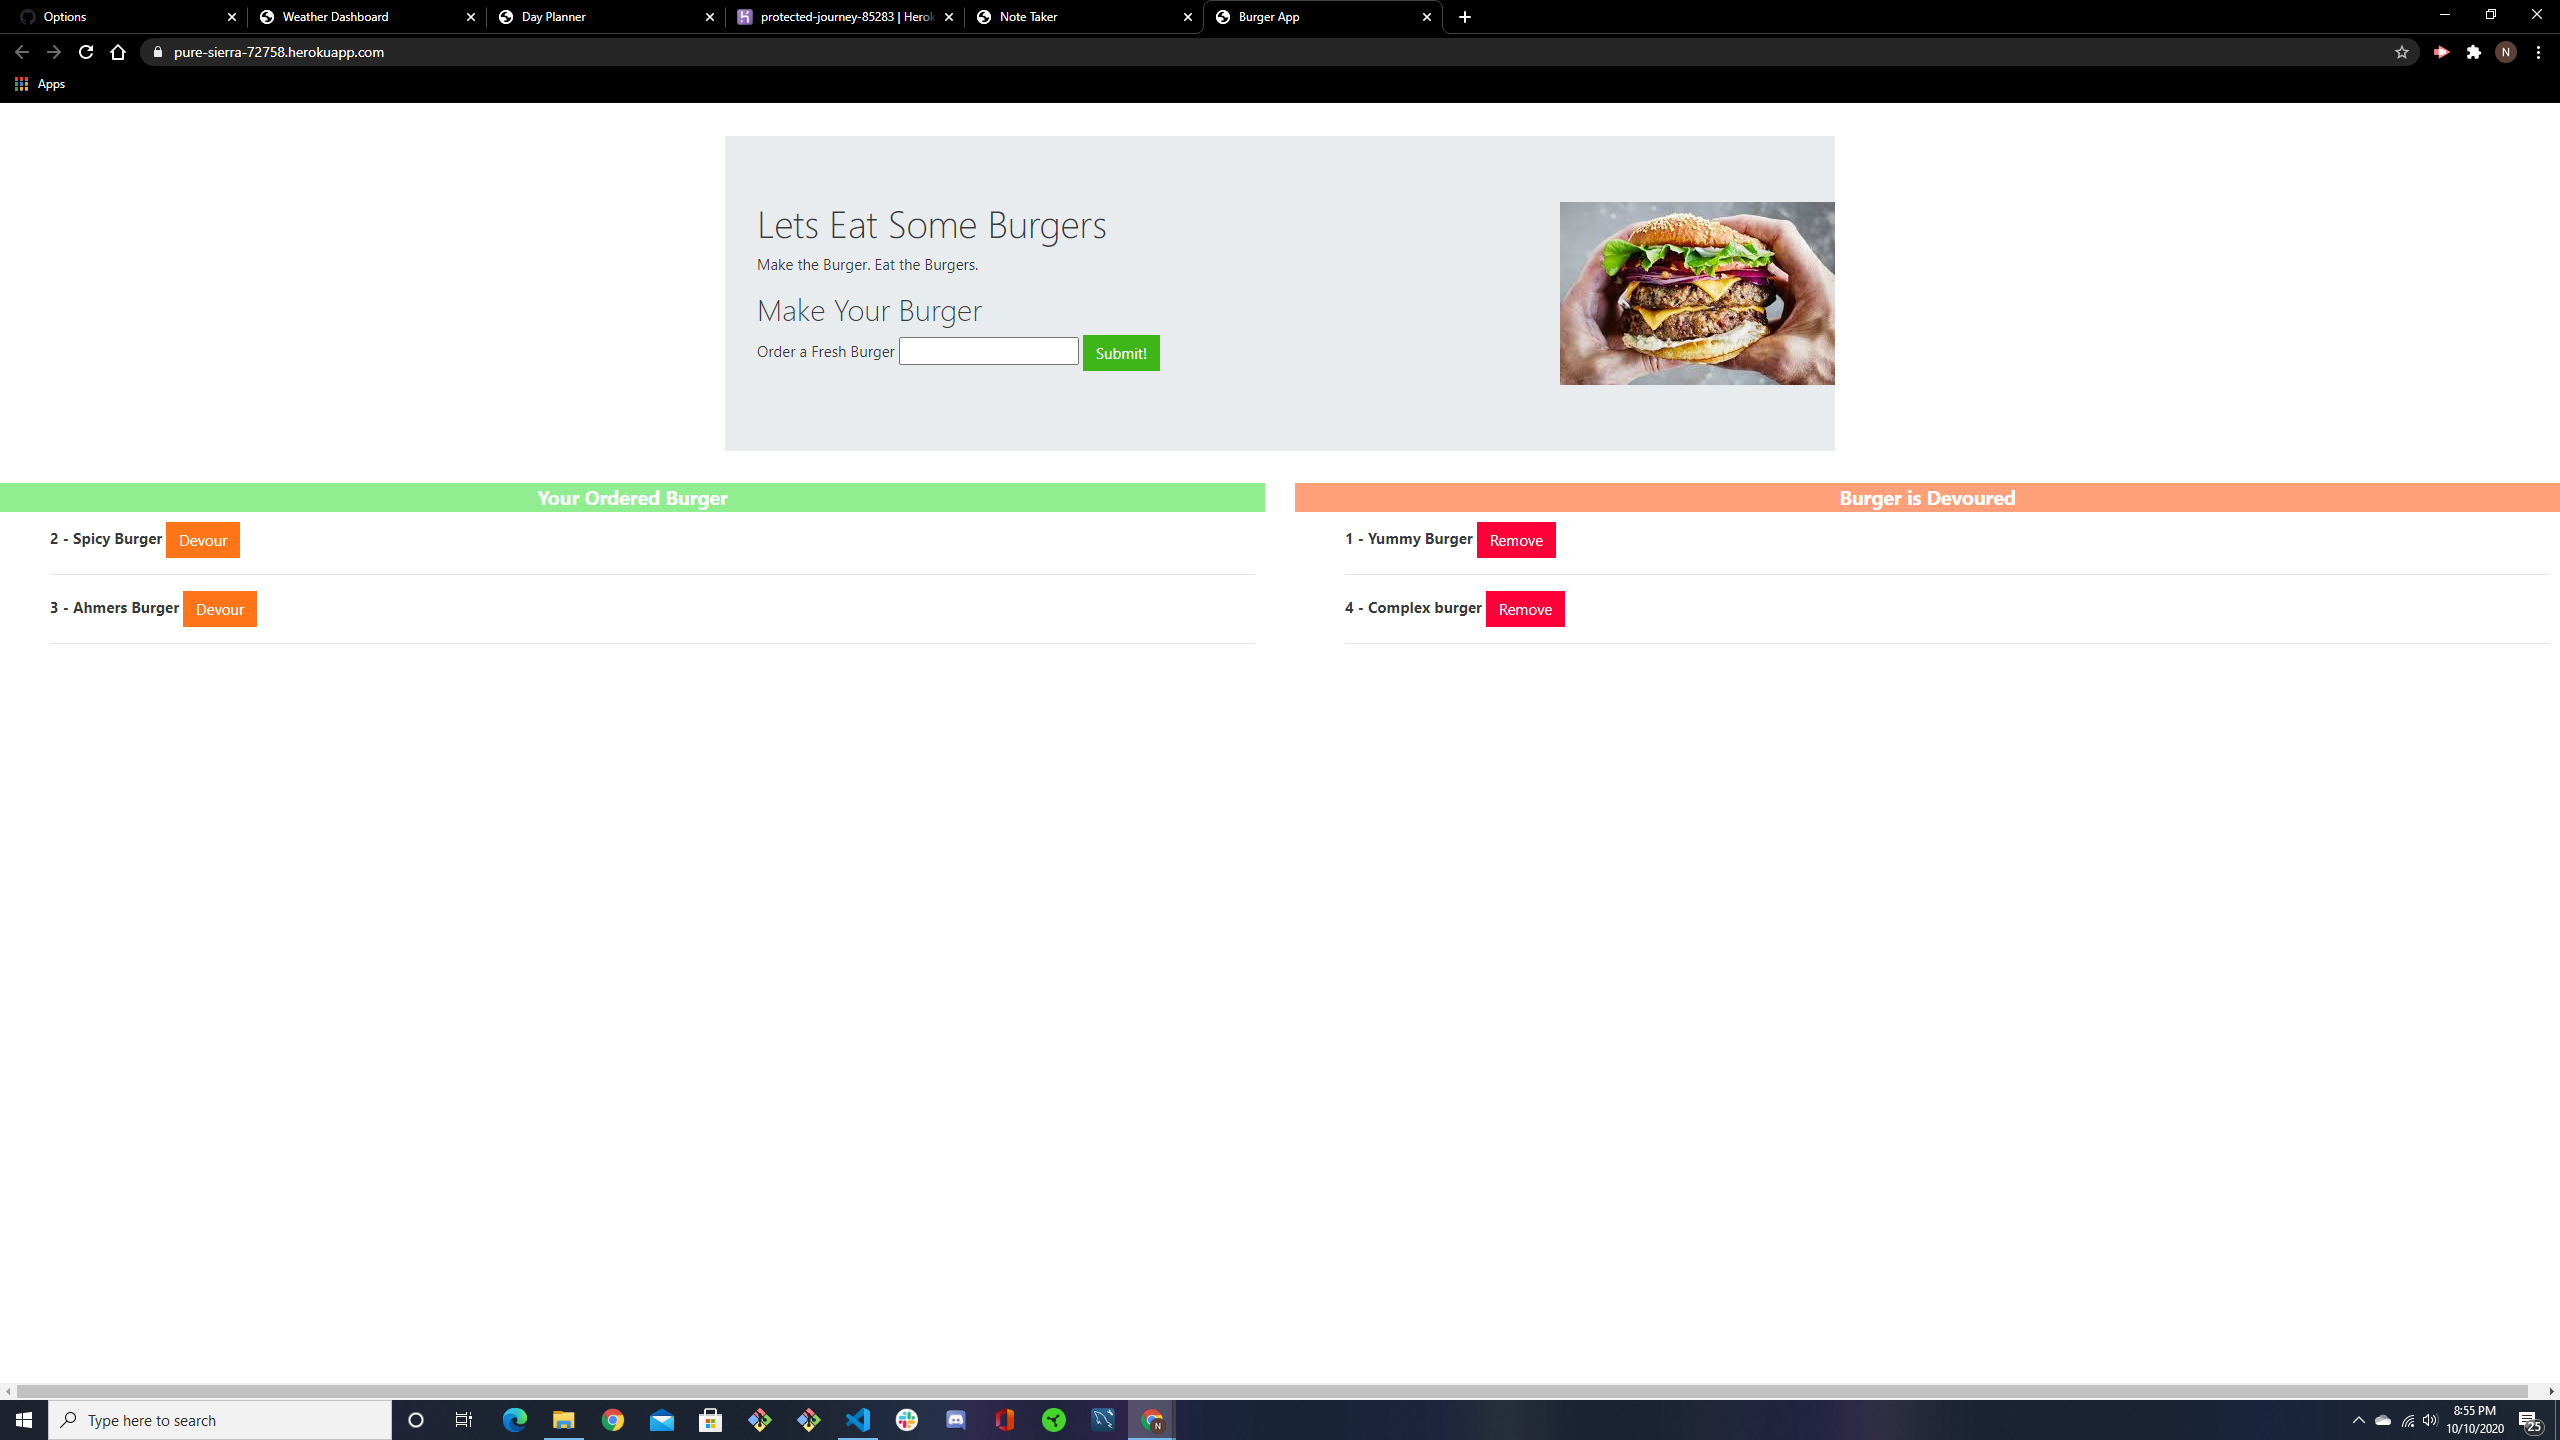 Options
Weather Dashboard
Day Planner
protected-journey-85283 | Herok
Note Taker
Burger App
pure-sierra-72758.herokuapp.com
N
Apps
Lets Eat Some Burgers
Make the Burger. Eat the Burgers.
Make Your Burger
Order a Fresh Burger
Submit!
Your Ordered Burger
2 - Spicy Burger
Devour
3 - Ahmers Burger
Devour
Burger is Devoured
1 - Yummy Burger
Remove
4 - Complex burger
Remove
Type here to search
N
8:55 PM
10/10/2020
25